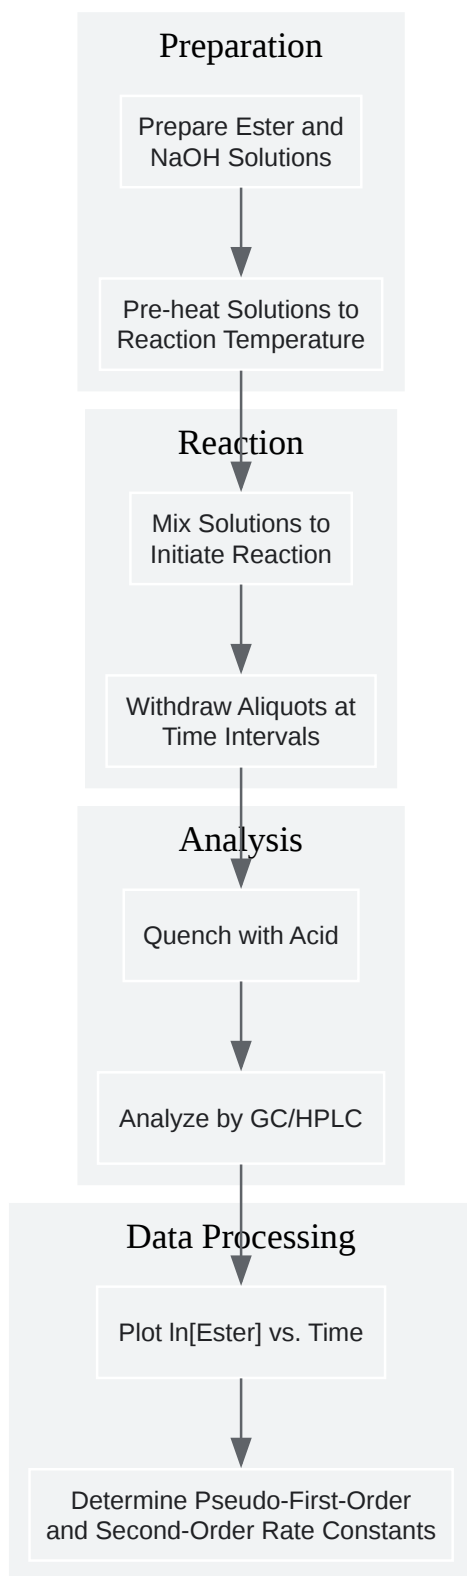 Preparation
Prepare Ester and
NaOH Solutions
Pre-heat Solutions to
Reaction Temperature
Reaction
Mix Solutions to
Initiate Reaction
Withdraw Aliquots at
Time Intervals
Analysis
Quench with Acid
Analyze by GC/HPLC
Data Processing
Plot ln[Ester] vs. Time
Determine Pseudo-First-Order
and Second-Order Rate Constants